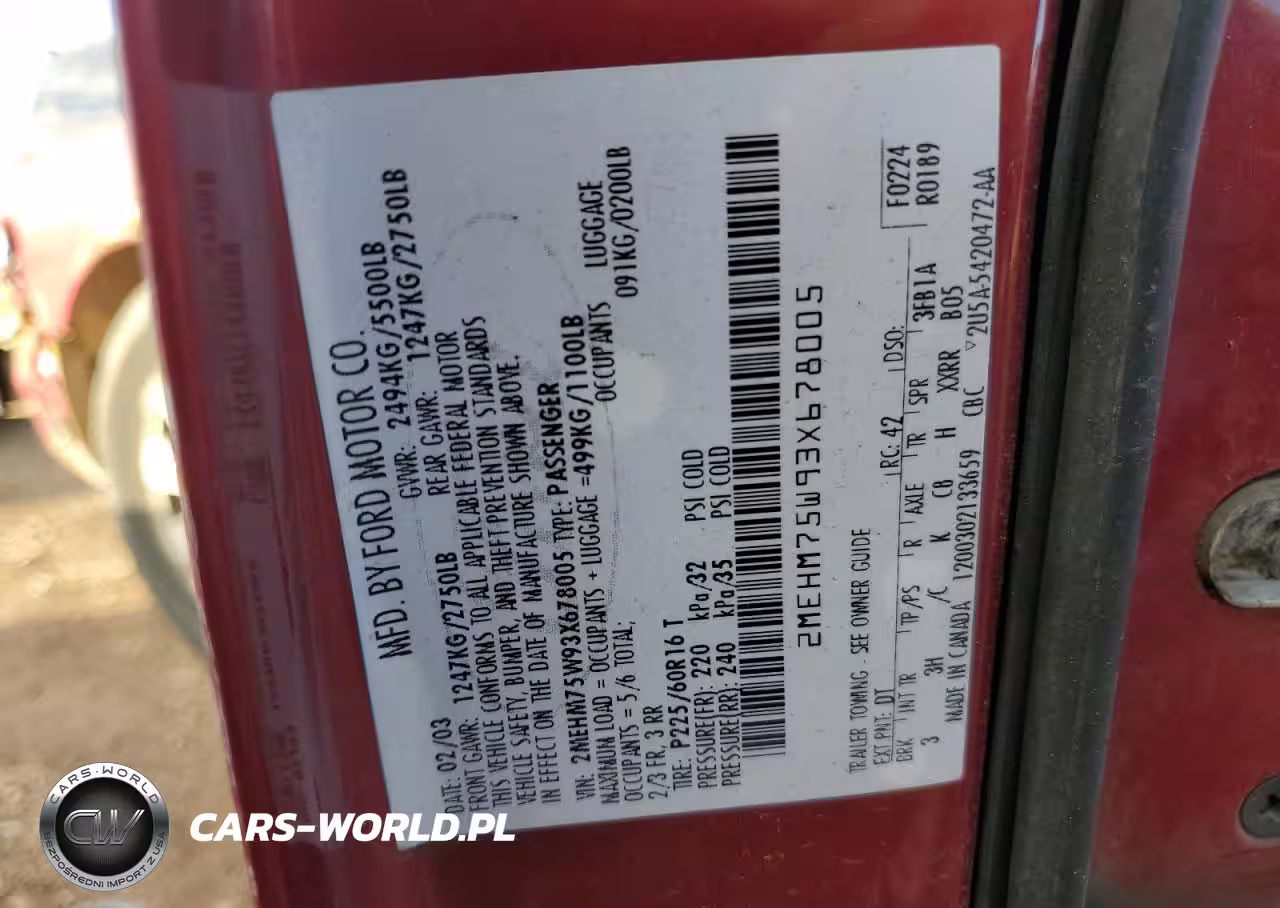 MFD. BY FORD MOTOR CO.
DATE: 02/03 GVWR: 2494KG/5500LB
FRONT GAWR: 1247KG/2750LB REAR GAWR: 1247KG/2750LB
THIS VEHICLE CONFORMS TO ALL APPLICABLE FEDERAL MOTOR
VEHICLE SAFETY, BUMPER, AND THEFT PREVENTION STANDARDS
IN EFFECT ON THE DATE OF MANUFACTURE SHOWN ABOVE.
VIN: 2MEHM75W93X678005 TYPE: PASSENGER
MAXIMUM LOAD = OCCUPANTS + LUGGAGE =499KG/1100LB
OCCUPANTS = 5/6 TOTAL; OCCUPANTS LUGGAGE
2/3 FR, 3 RR 091KG/0200LB
TIRE: P225/60R16 T
PRESSURE(FR): 220 kPa/32 PSI COLD
PRESSURE(RR): 240 kPa/35 PSI COLD
2MEHM75W93X678005
TRAILER TOWING - SEE OWNER GUIDE
F0224
EXT PNT: DT RC: 42 DSO: R0189
BRK INT TR TP/PS R AXLE TR SPR 3FB1A
3 3H /C K CB H XXRR B05
MADE IN CANADA 1200302133659 CBC ▽2U5A-5420472-AA
CARS-WORLD
CW
BEZPOŚREDNI IMPORT Z USA
CARS-WORLD.PL